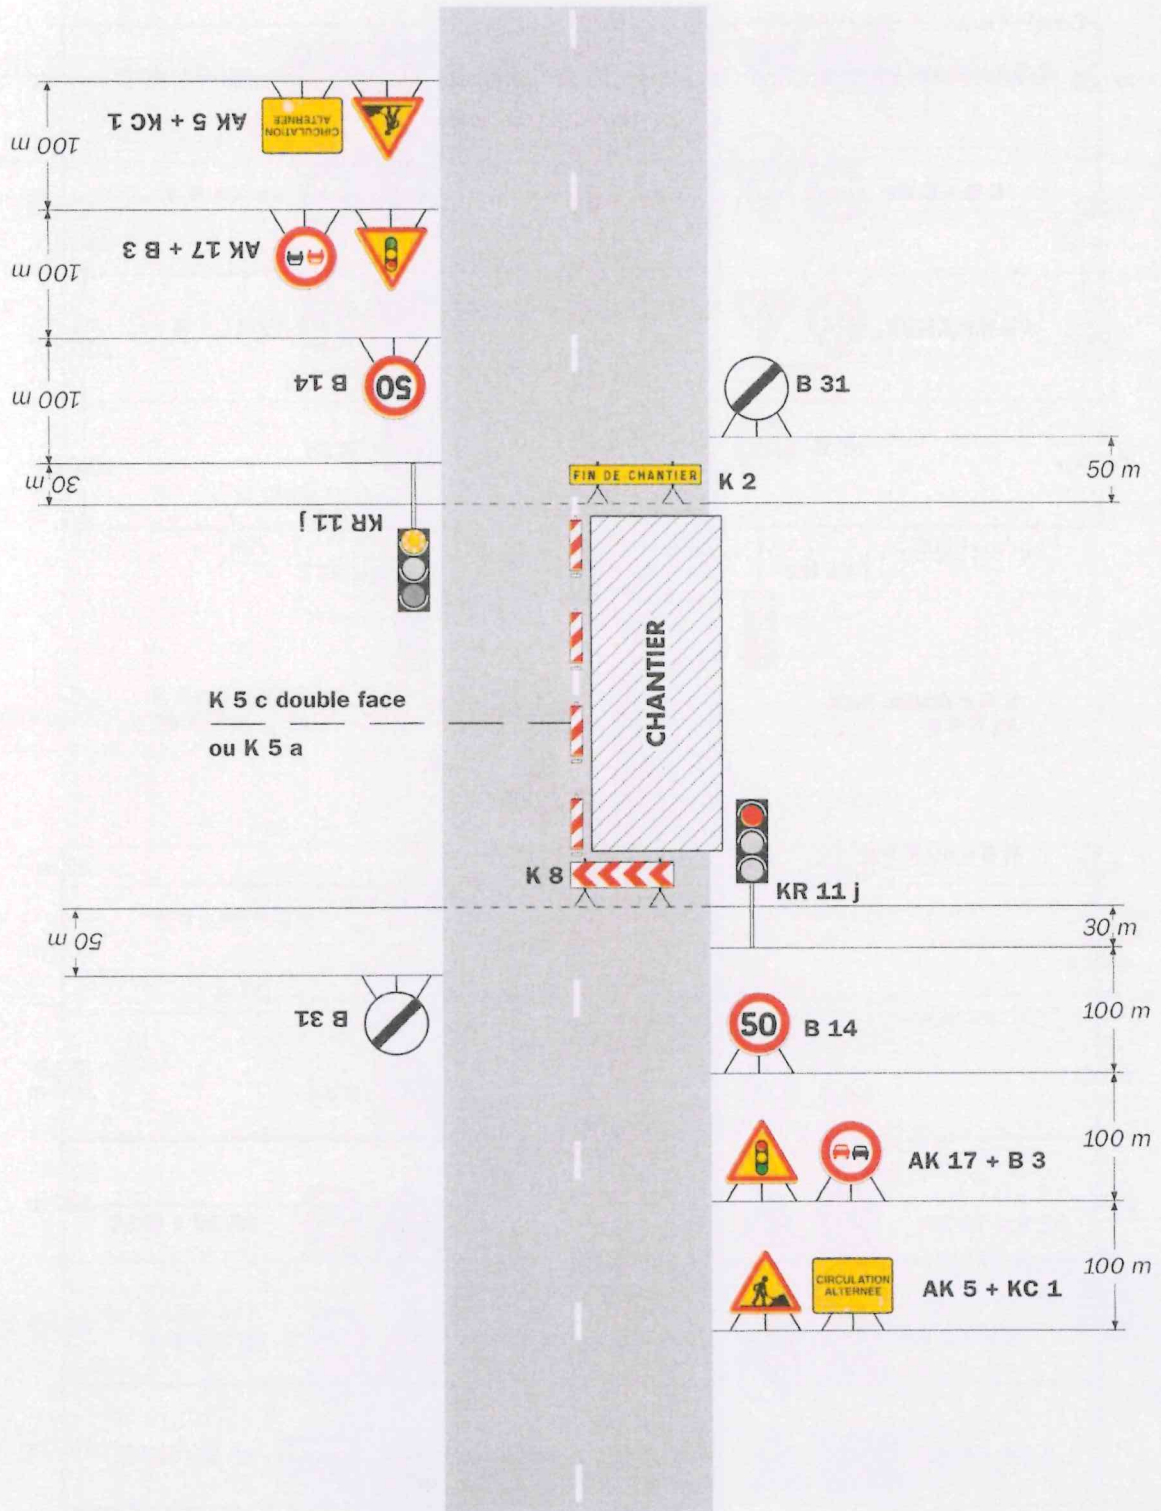 100 m
AK 5 + KC 1
CIRCULATION
ALTERNÉE
100 m
AK 17 + B 3
100 m
B 14
50
30 m
KR 11 j
B 31
50 m
FIN DE CHANTIER
K 2
CHANTIER
K 5 c double face
ou K 5 a
K 8
KR 11 j
30 m
50 m
B 31
50
B 14
100 m
AK 17 + B 3
100 m
CIRCULATION
ALTERNÉE
AK 5 + KC 1
100 m